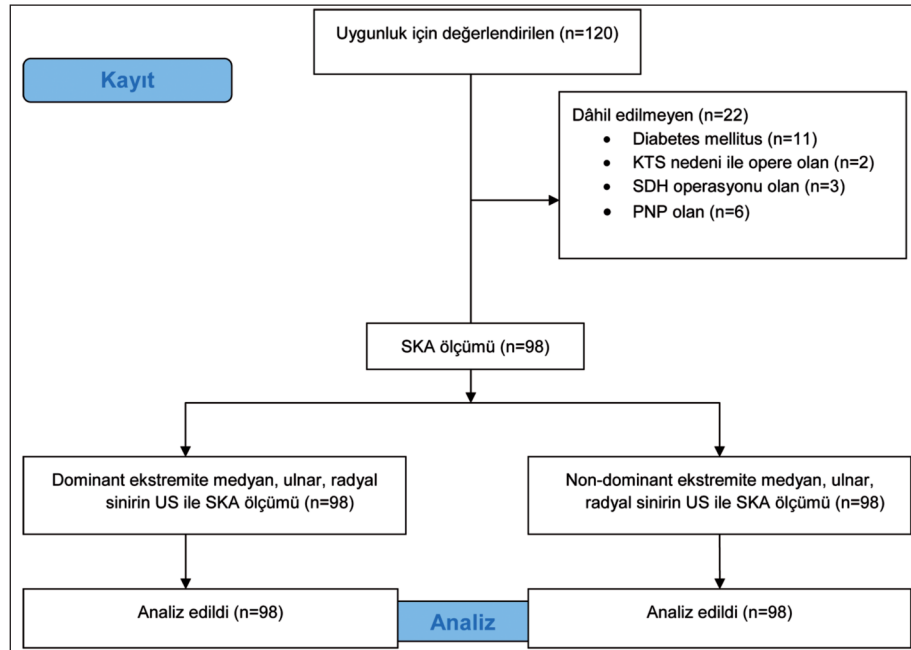 Uygunluk için değerlendirilen (n=120)
Kayıt
Dâhil edilmeyen (n=22)
• Diabetes mellitus (n=11)
• KTS nedeni ile opere olan (n=2)
• SDH operasyonu olan (n=3)
• PNP olan (n=6)
SKA ölçümü (n=98)
Dominant ekstremite medyan, ulnar, radyal
sinirin US ile SKA ölçümü (n=98)
Non-dominant ekstremite medyan, ulnar,
radyal sinirin US ile SKA ölçümü (n=98)
Analiz edildi (n=98)
Analiz
Analiz edildi (n=98)